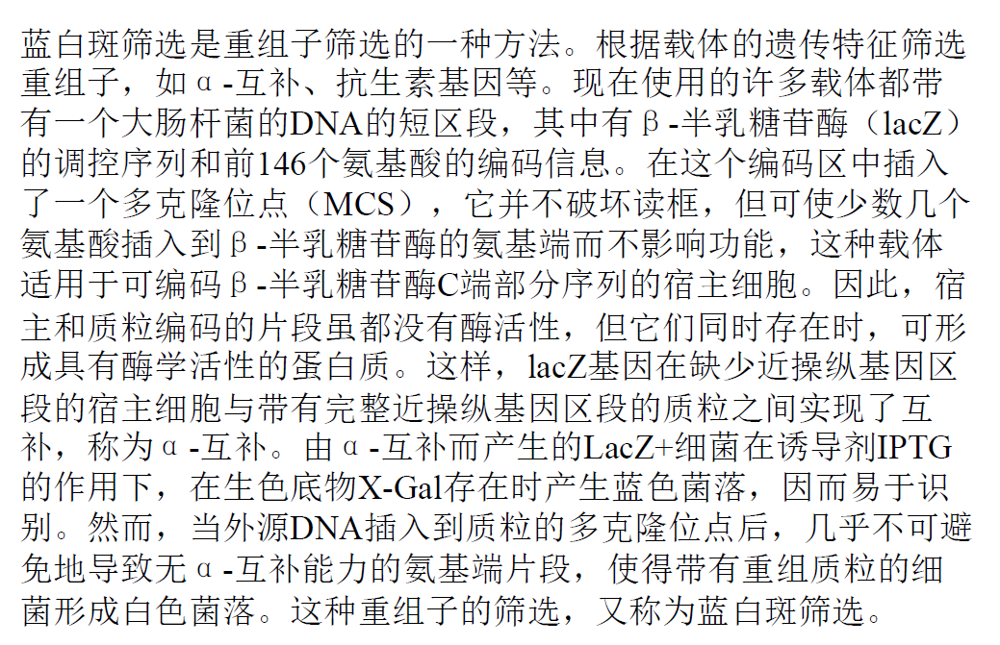 蓝白斑筛选是重组子筛选的一种方法。根据载体的遗传特征筛选
重组子，如α-互补、抗生素基因等。现在使用的许多载体都带
有一个大肠杆菌的DNA的短区段，其中有β-半乳糖苷酶（lacZ）
的调控序列和前146个氨基酸的编码信息。在这个编码区中插入
了一个多克隆位点（MCS），它并不破坏读框，但可使少数几个
氨基酸插入到β-半乳糖苷酶的氨基端而不影响功能，这种载体
适用于可编码β-半乳糖苷酶C端部分序列的宿主细胞。因此，宿
主和质粒编码的片段虽都没有酶活性，但它们同时存在时，可形
成具有酶学活性的蛋白质。这样，lacZ基因在缺少近操纵基因区
段的宿主细胞与带有完整近操纵基因区段的质粒之间实现了互
补，称为α-互补。由α-互补而产生的LacZ+细菌在诱导剂IPTG
的作用下，在生色底物X-Gal存在时产生蓝色菌落，因而易于识
别。然而，当外源DNA插入到质粒的多克隆位点后，几乎不可避
免地导致无α-互补能力的氨基端片段，使得带有重组质粒的细
菌形成白色菌落。这种重组子的筛选，又称为蓝白斑筛选。